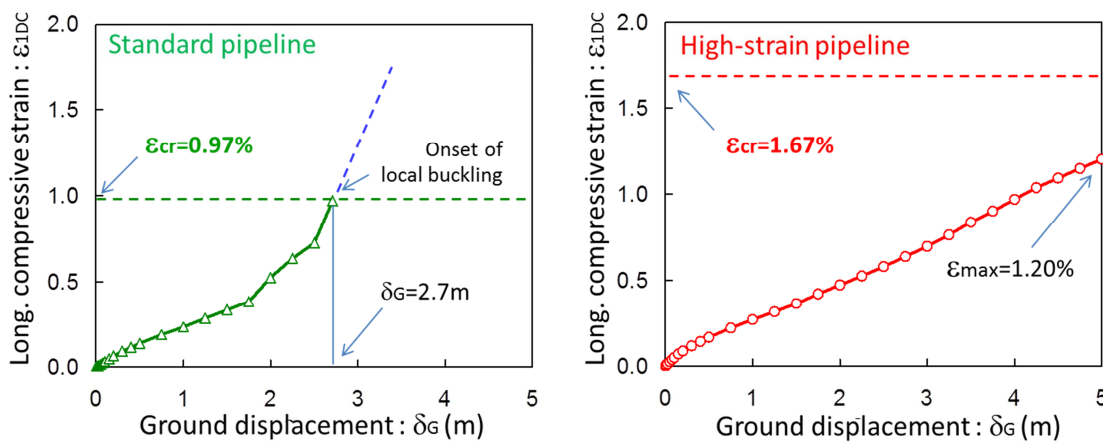 Standard pipeline
Long. compressive strain : ε1DC
2.0
1.5
1.0
0.5
0.0
εcr=0.97%
Onset of
local buckling
δG=2.7m
0
1
2
3
4
5
Ground displacement : δG (m)
High-strain pipeline
Long. compressive strain : ε1DC
2.0
1.5
1.0
0.5
0.0
εcr=1.67%
εmax=1.20%
0
1
2
3
4
5
Ground displacement : δG (m)